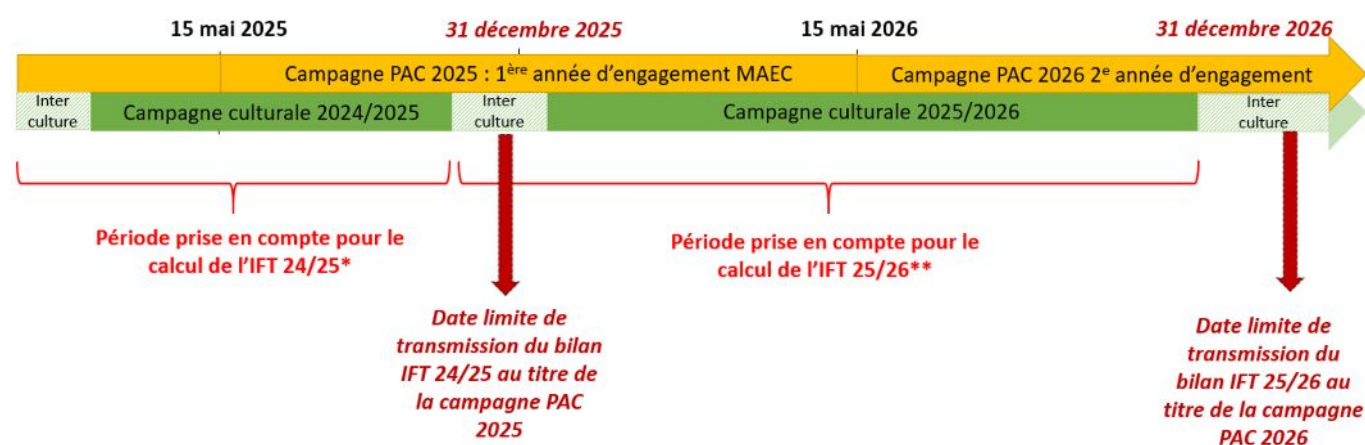 15 mai 2025
31 décembre 2025
15 mai 2026
31 décembre 2026
Campagne PAC 2025 : 1ère année d’engagement MAEC
Campagne PAC 2026 2e année d’engagement
Inter
culture
Campagne culturale 2024/2025
Inter
culture
Campagne culturale 2025/2026
Inter
culture
Période prise en compte pour le
calcul de l’IFT 24/25*
Période prise en compte pour le
calcul de l’IFT 25/26**
Date limite de
transmission du bilan
IFT 24/25 au titre de
la campagne PAC
2025
Date limite de
transmission du
bilan IFT 25/26 au
titre de la campagne
PAC 2026